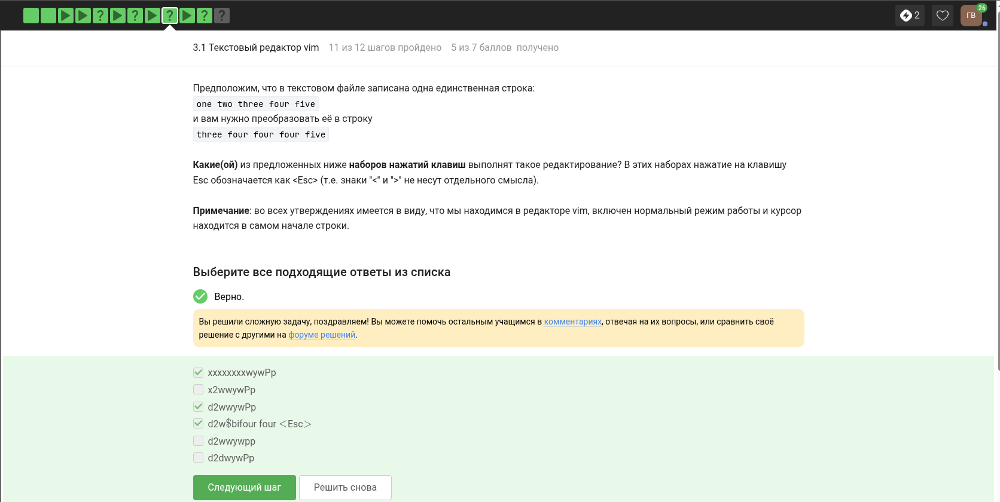 ? ? ? ? ?
2
ГВ
26
3.1 Текстовый редактор vim 11 из 12 шагов пройдено 5 из 7 баллов получено
Предположим, что в текстовом файле записана одна единственная строка:
one two three four five
и вам нужно преобразовать её в строку
three four four four five
Какие(ой) из предложенных ниже наборов нажатий клавиш выполнят такое редактирование? В этих наборах нажатие на клавишу
Esc обозначается как <Esc> (т.е. знаки "<" и ">" не несут отдельного смысла).
Примечание: во всех утверждениях имеется в виду, что мы находимся в редакторе vim, включен нормальный режим работы и курсор
находится в самом начале строки.
Выберите все подходящие ответы из списка
Верно.
Вы решили сложную задачу, поздравляем! Вы можете помочь остальным учащимся в комментариях, отвечая на их вопросы, или сравнить своё
решение с другими на форуме решений.
xxxxxxxxwywPp
x2wwywPp
d2wwywPp
d2w$bifour four <Esc>
d2wwywpp
d2dwywPp
Следующий шаг Решить снова